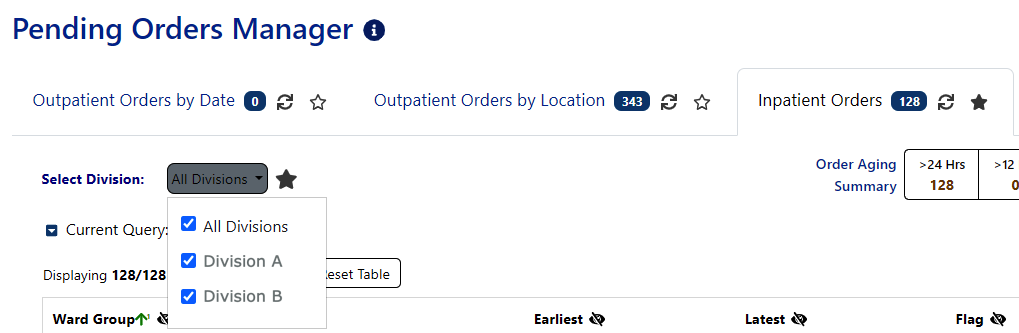 Pending Orders Manager
Outpatient Orders by Date 0
Outpatient Orders by Location 343
Inpatient Orders 128
Select Division: All Divisions
Order Aging Summary
>24 Hrs
128
>12
0
All Divisions
Division A
Division B
Current Query:
Displaying 128/128
Reset Table
Ward Group 1
Earliest
Latest
Flag